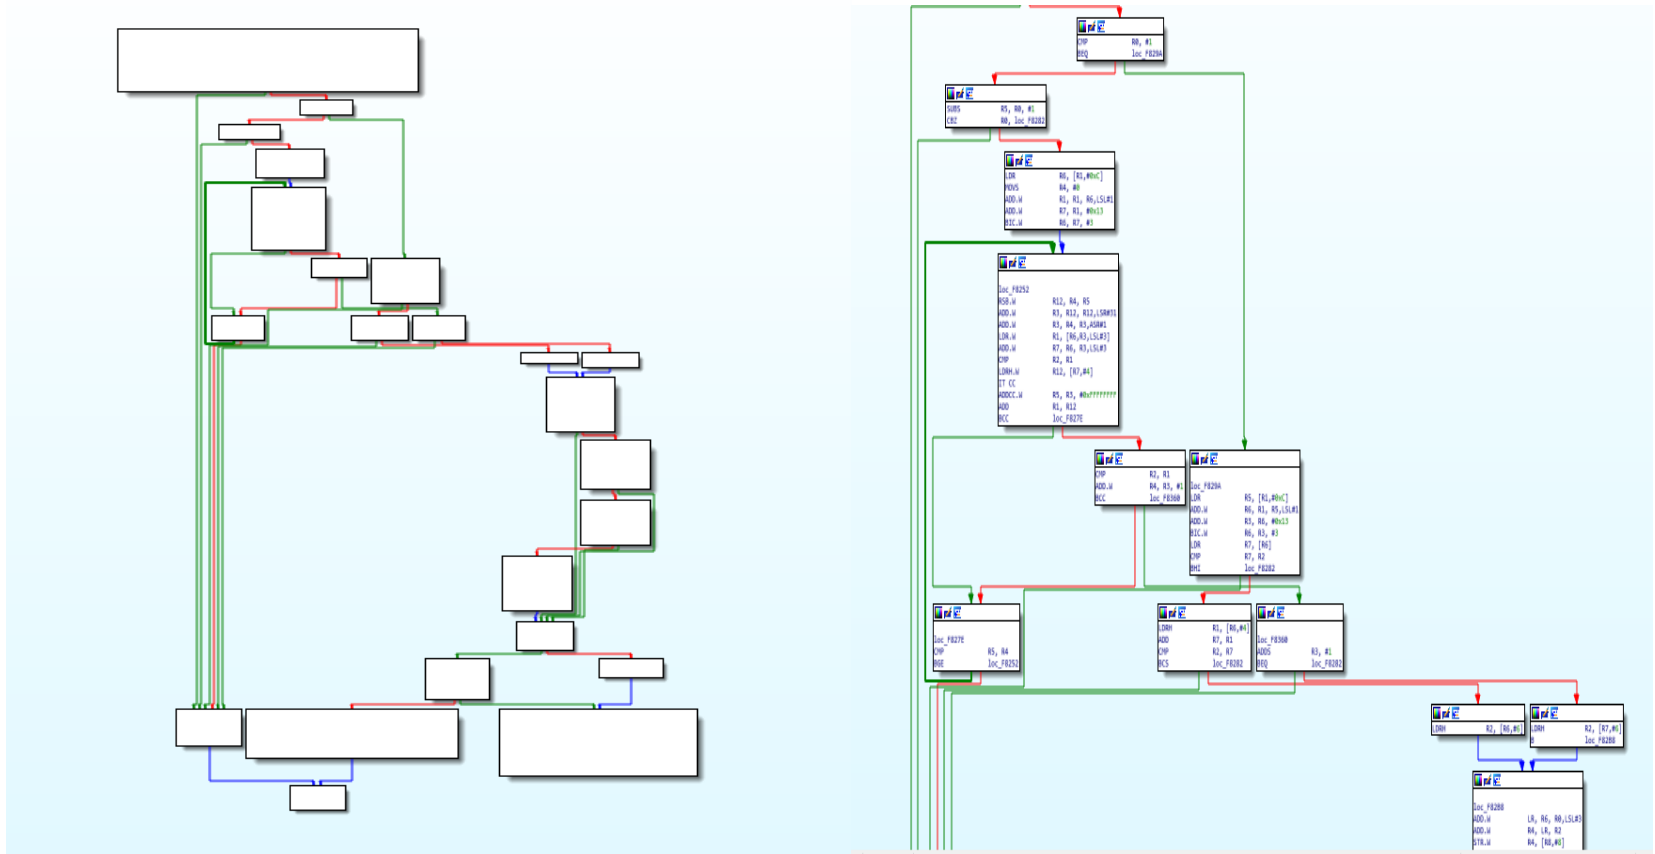 CMP R0, #1
BEQ loc_F829A
SUBS R5, R0, #1
CBZ R0, loc_F8282
LDR R6, [R1,#0xC]
MOVS R4, #0
ADD.W R1, R1, R6,LSL#1
ADD.W R7, R1, #0x13
BIC.W R6, R7, #3
loc_F8252
RSB.W R12, R4, R5
ADD.W R3, R12, R12,LSR#31
ADD.W R3, R4, R3,ASR#1
LDR.W R1, [R6,R3,LSL#3]
ADD.W R7, R6, R3,LSL#3
CMP R2, R1
LDRH.W R12, [R7,#4]
IT CC
ADDCC.W R5, R3, #0xFFFFFFFF
ADD R1, R12
BCC loc_F827E
CMP R2, R1
ADD.W R4, R3, #1
BCC loc_F8360
loc_F829A
LDR R5, [R1,#0xC]
ADD.W R6, R1, R5,LSL#1
ADD.W R3, R6, #0x13
BIC.W R6, R3, #3
LDR R7, [R6]
CMP R7, R2
BHI loc_F8282
loc_F827E
CMP R5, R4
BGE loc_F8252
LDRH R1, [R6,#4]
ADD R7, R1
CMP R2, R7
BCS loc_F8282
loc_F8360
ADDS R3, #1
BEQ loc_F8282
LDRH R2, [R6,#6]
LDRH R2, [R7,#6]
B loc_F82B8
loc_F82B8
ADD.W LR, R6, R0,LSL#3
ADD.W R4, LR, R2
STR.W R4, [R8,#8]